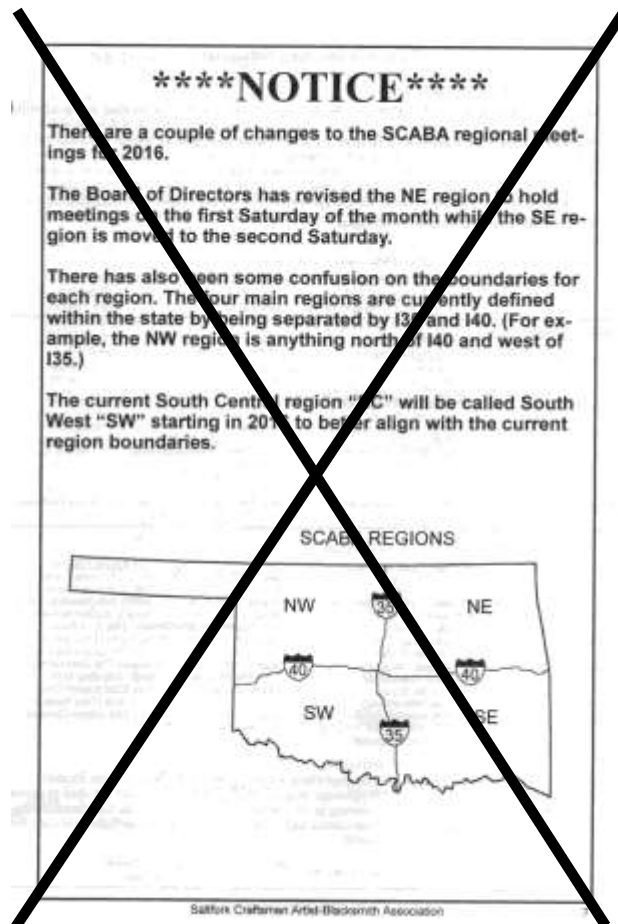 ****NOTICE****
There are a couple of changes to the SCABA regional meet-
ings for 2016.
The Board of Directors has revised the NE region to hold
meetings on the first Saturday of the month while the SE re-
gion is moved to the second Saturday.
There has also been some confusion on the boundaries for
each region. The four main regions are currently defined
within the state by being separated by I35 and I40. (For ex-
ample, the NW region is anything north of I40 and west of
I35.)
The current South Central region "SC" will be called South
West "SW" starting in 2016 to better align with the current
region boundaries.
SCABA REGIONS
NW
35
NE
40
40
SW
35
SE
Saltfork Craftsmen Artist-Blacksmith Association
7